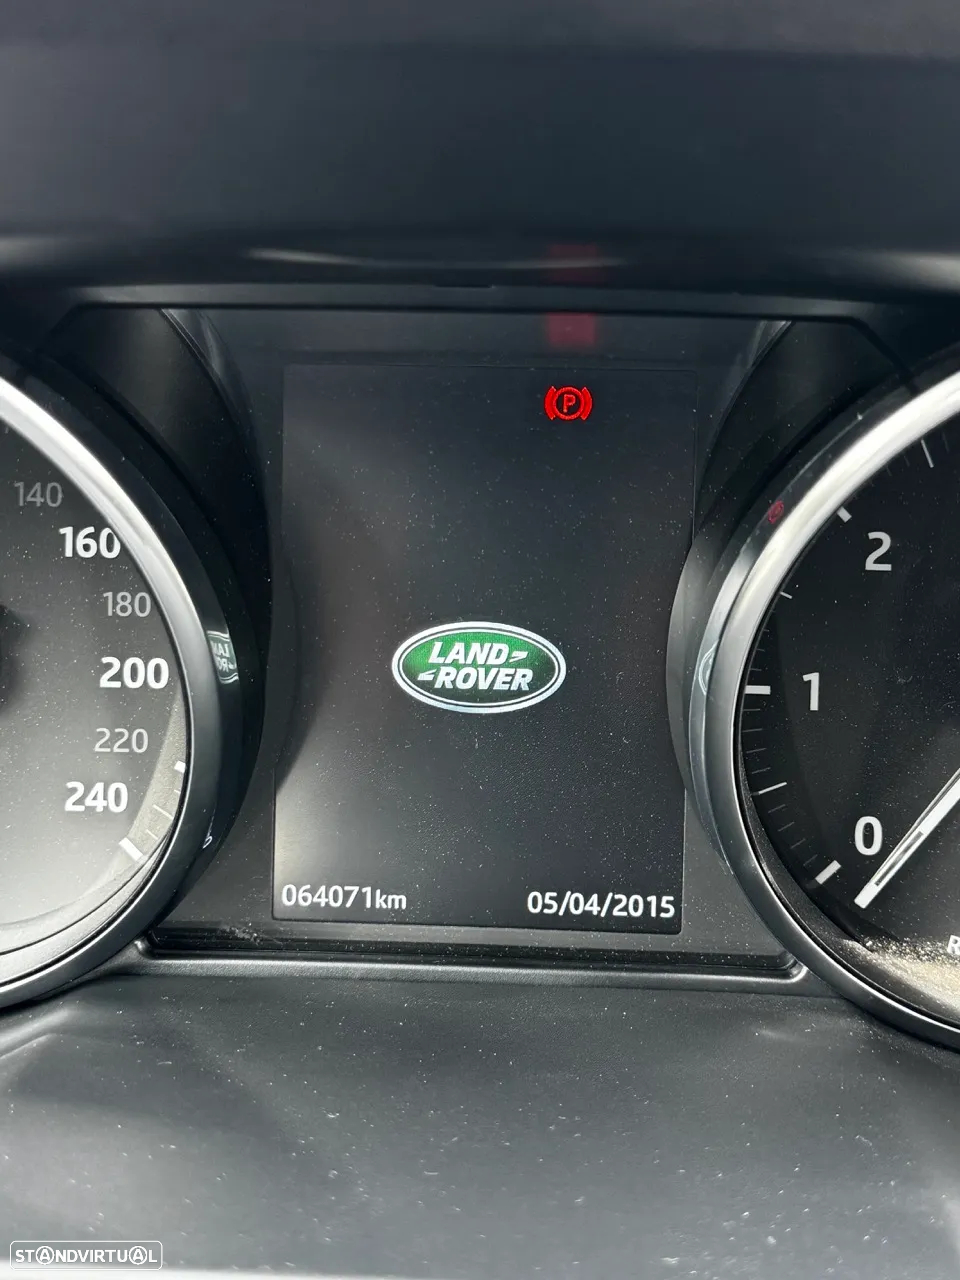 P
140
160
180
200
220
240
LAND
ROVER
2
1
0
064071km
05/04/2015
R
STANDVIRTUAL